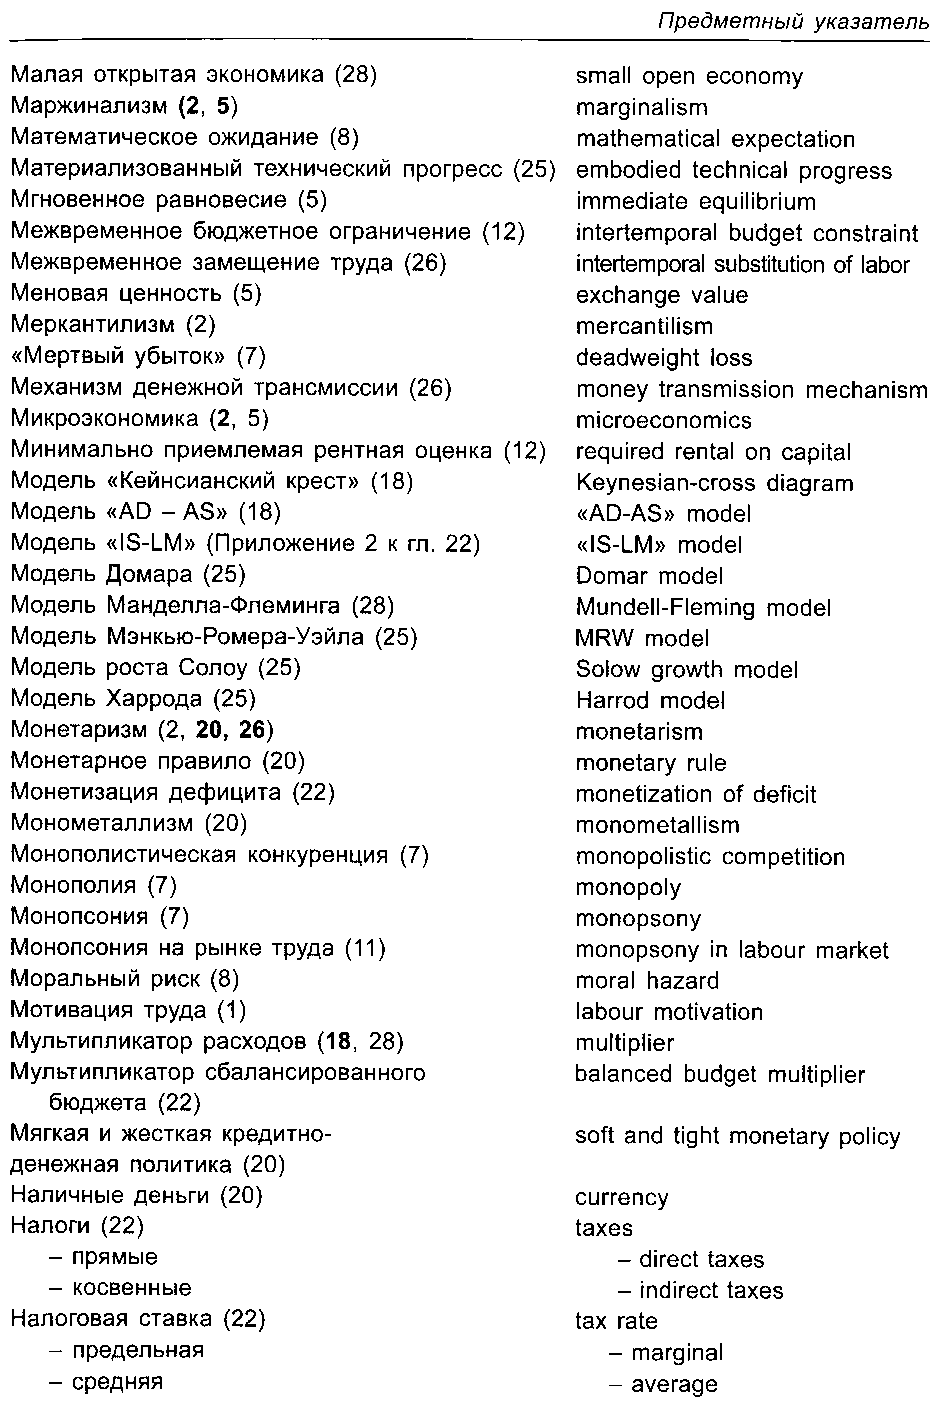 Предметный указатель
Малая открытая экономика (28) small open economy
Маржинализм (2, 5) marginalism
Математическое ожидание (8) mathematical expectation
Материализованный технический прогресс (25) embodied technical progress
Мгновенное равновесие (5) immediate equilibrium
Межвременное бюджетное ограничение (12) intertemporal budget constraint
Межвременное замещение труда (26) intertemporal substitution of labor
Меновая ценность (5) exchange value
Меркантилизм (2) mercantilism
«Мертвый убыток» (7) deadweight loss
Механизм денежной трансмиссии (26) money transmission mechanism
Микроэкономика (2, 5) microeconomics
Минимально приемлемая рентная оценка (12) required rental on capital
Модель «Кейнсианский крест» (18) Keynesian-cross diagram
Модель «AD – AS» (18) «AD-AS» model
Модель «IS-LM» (Приложение 2 к гл. 22) «IS-LM» model
Модель Домара (25) Domar model
Модель Манделла-Флеминга (28) Mundell-Fleming model
Модель Мэнкью-Ромера-Уэйла (25) MRW model
Модель роста Солоу (25) Solow growth model
Модель Харрода (25) Harrod model
Монетаризм (2, 20, 26) monetarism
Монетарное правило (20) monetary rule
Монетизация дефицита (22) monetization of deficit
Монометаллизм (20) monometallism
Монополистическая конкуренция (7) monopolistic competition
Монополия (7) monopoly
Монопсония (7) monopsony
Монопсония на рынке труда (11) monopsony in labour market
Моральный риск (8) moral hazard
Мотивация труда (1) labour motivation
Мультипликатор расходов (18, 28) multiplier
Мультипликатор сбалансированного balanced budget multiplier
бюджета (22)
Мягкая и жесткая кредитно- soft and tight monetary policy
денежная политика (20)
Наличные деньги (20) currency
Налоги (22) taxes
– прямые – direct taxes
– косвенные – indirect taxes
Налоговая ставка (22) tax rate
– предельная – marginal
– средняя – average